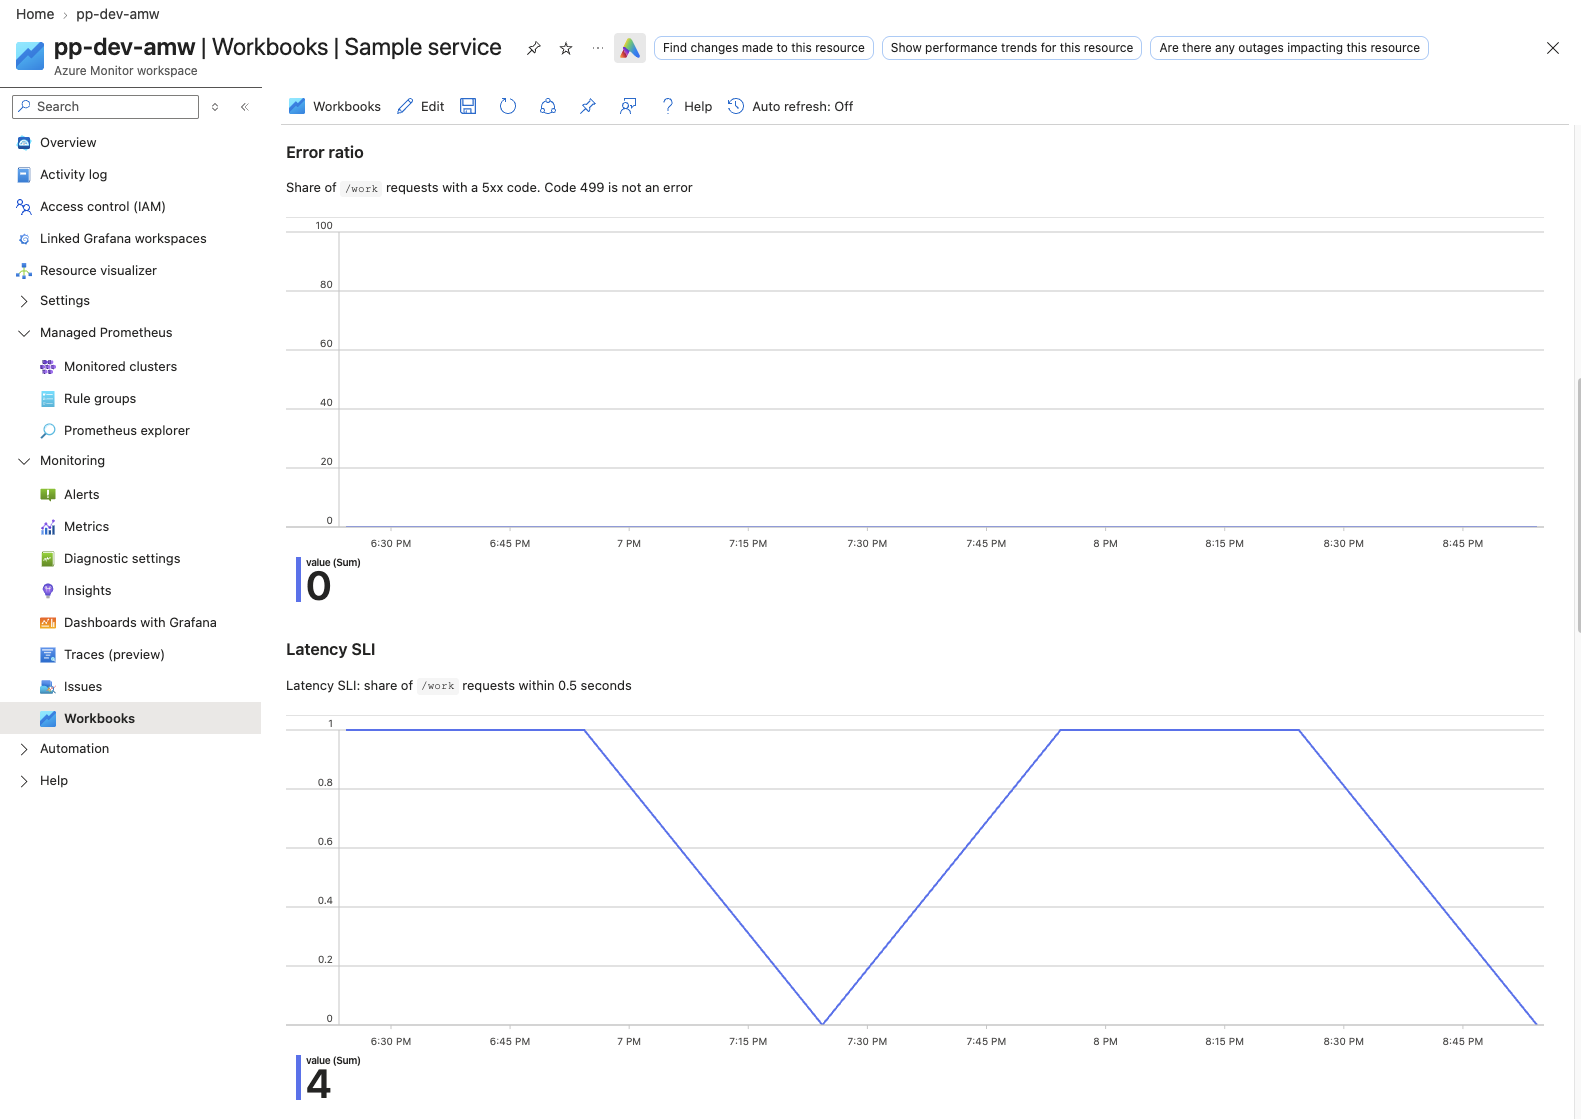 Home > pp-dev-amw
pp-dev-amw | Workbooks | Sample service
Azure Monitor workspace
Find changes made to this resource
Show performance trends for this resource
Are there any outages impacting this resource
Search
Workbooks
Edit
Help
Auto refresh: Off
Overview
Activity log
Access control (IAM)
Linked Grafana workspaces
Resource visualizer
Settings
Managed Prometheus
Monitored clusters
Rule groups
Prometheus explorer
Monitoring
Alerts
Metrics
Diagnostic settings
Insights
Dashboards with Grafana
Traces (preview)
Issues
Workbooks
Automation
Help
Error ratio
Share of /work requests with a 5xx code. Code 499 is not an error
100
80
60
40
20
0
6:30 PM 6:45 PM 7 PM 7:15 PM 7:30 PM 7:45 PM 8 PM 8:15 PM 8:30 PM 8:45 PM
value (Sum)
0
Latency SLI
Latency SLI: share of /work requests within 0.5 seconds
1
0.8
0.6
0.4
0.2
0
6:30 PM 6:45 PM 7 PM 7:15 PM 7:30 PM 7:45 PM 8 PM 8:15 PM 8:30 PM 8:45 PM
value (Sum)
4